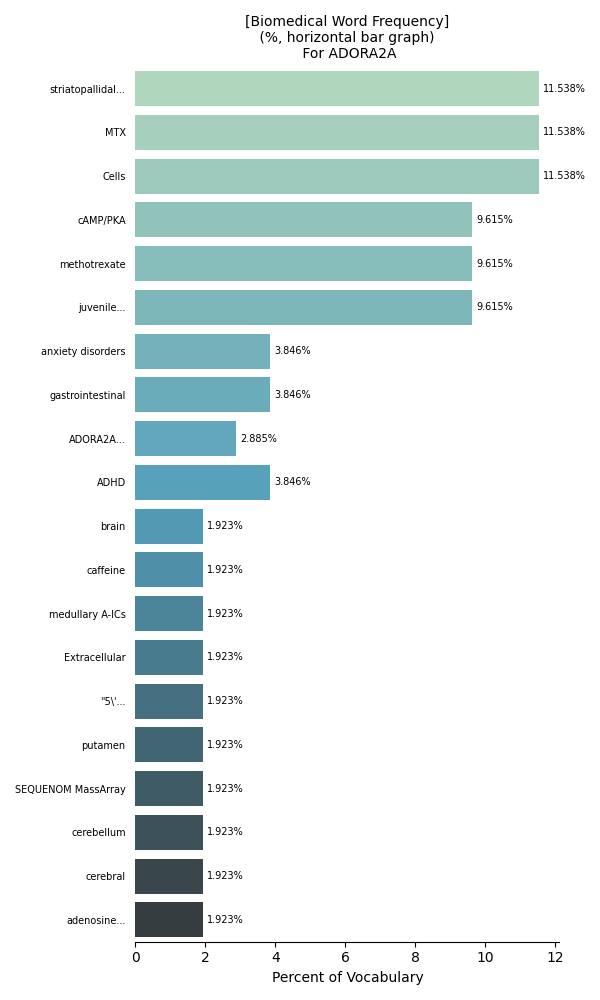 [Biomedical Word Frequency]
(%, horizontal bar graph)
For ADORA2A
striatopallidal... 11.538%
MTX 11.538%
Cells 11.538%
cAMP/PKA 9.615%
methotrexate 9.615%
juvenile... 9.615%
anxiety disorders 3.846%
gastrointestinal 3.846%
ADORA2A... 2.885%
ADHD 3.846%
brain 1.923%
caffeine 1.923%
medullary A-ICs 1.923%
Extracellular 1.923%
"5\'... 1.923%
putamen 1.923%
SEQUENOM MassArray 1.923%
cerebellum 1.923%
cerebral 1.923%
adenosine... 1.923%
0 2 4 6 8 10 12
Percent of Vocabulary